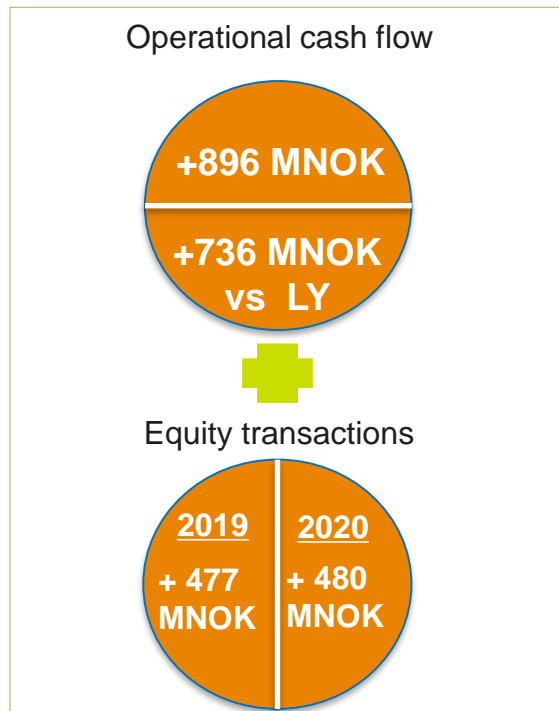 Operational cash flow
+896 MNOK
+736 MNOK
vs LY
Equity transactions
2019
+ 477
MNOK
2020
+ 480
MNOK